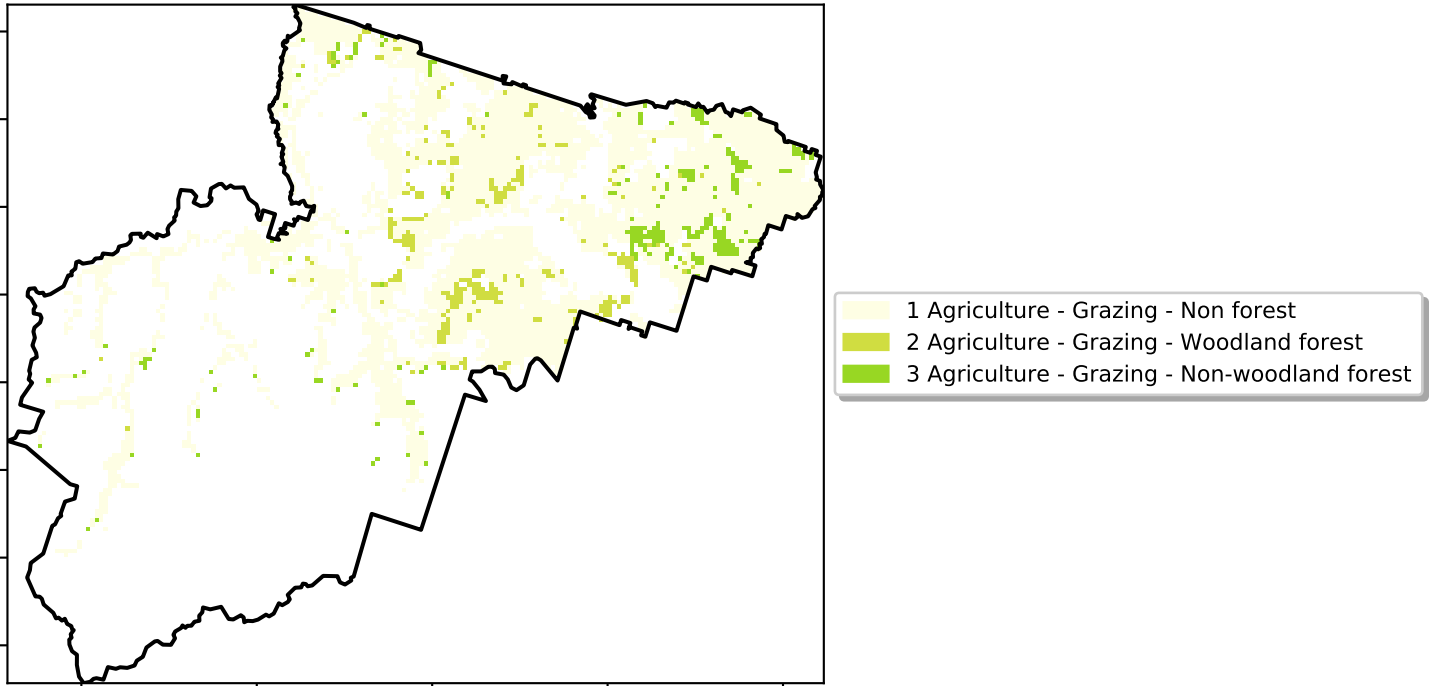 1 Agriculture - Grazing - Non forest
2 Agriculture - Grazing - Woodland forest
3 Agriculture - Grazing - Non-woodland forest